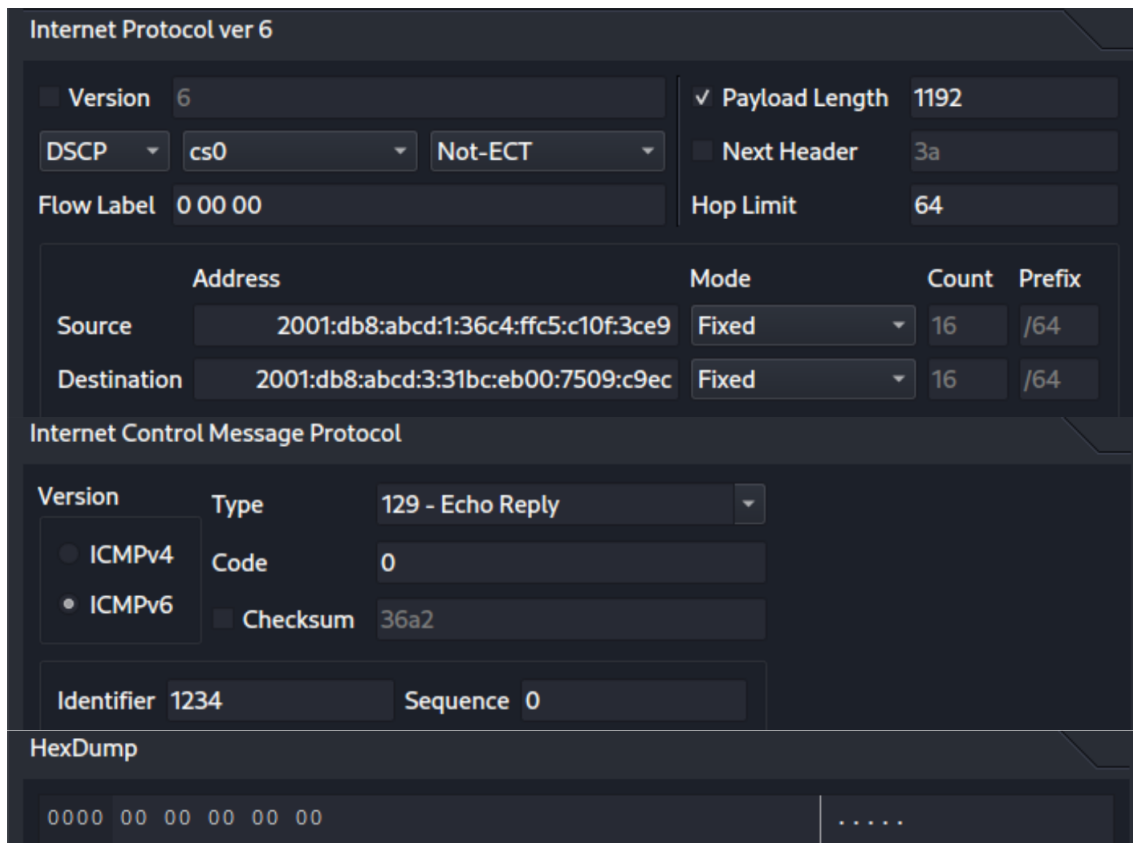 Internet Protocol ver 6
Version 6 Payload Length 1192
DSCP cs0 Not-ECT Next Header 3a
Flow Label 0 00 00 Hop Limit 64
Address Mode Count Prefix
Source 2001:db8:abcd:1:36c4:ffc5:c10f:3ce9 Fixed 16 /64
Destination 2001:db8:abcd:3:31bc:eb00:7509:c9ec Fixed 16 /64
Internet Control Message Protocol
Version
Type 129 - Echo Reply
ICMPv4
Code 0
ICMPv6
Checksum 36a2
Identifier 1234 Sequence 0
HexDump
0000 00 00 00 00 00 .....